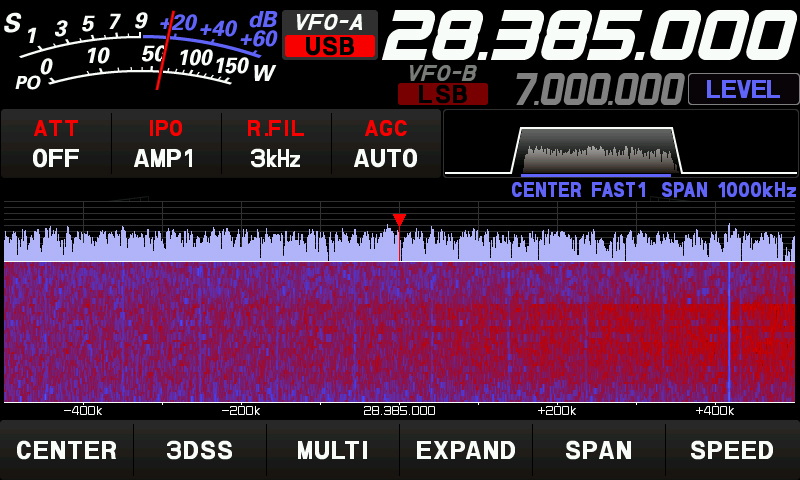 S 1 3 5 7 9 +20 +40 +60 dB
PO 0 10 50 100 150 W
VFO-A
USB
28.385.000
VFO-B
LSB
7.000.000
LEVEL
ATT IPO R.FIL AGC
OFF AMP1 3kHz AUTO
CENTER FAST1 SPAN 1000kHz
-400k -200k 28.385.000 +200k +400k
CENTER 3DSS MULTI EXPAND SPAN SPEED